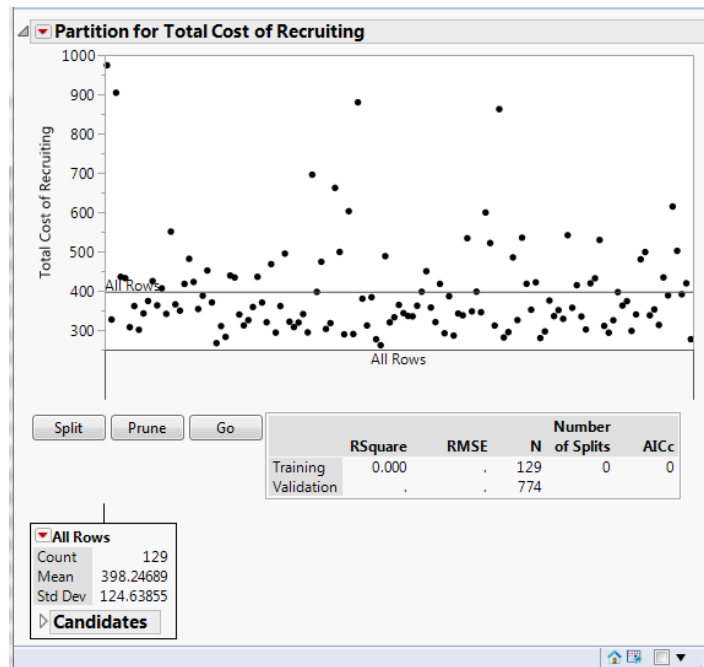 Partition for Total Cost of Recruiting
1000
900
800
700
600
500
400
300
Total Cost of Recruiting
All Rows
All Rows
Split Prune Go
RSquare RMSE N Number of Splits AICc
Training 0.000 . 129 0 0
Validation . . 774
All Rows
Count 129
Mean 398.24689
Std Dev 124.63855
Candidates